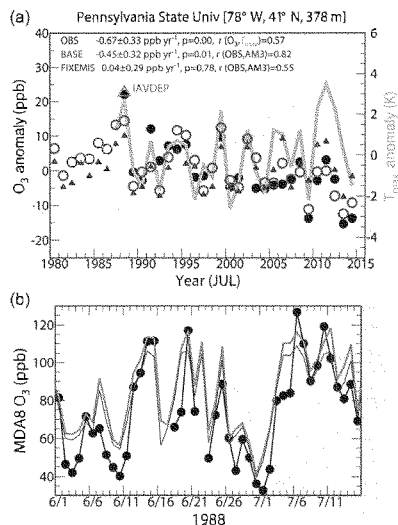 (a) Pennsylvania State Univ [78° W, 41° N, 378 m]
OBS -0.67±0.33 ppb yr⁻¹, p=0.00, r (O₃,Tₘₐₓ)=0.57
BASE -0.45±0.32 ppb yr⁻¹, p=0.01, r (OBS,AM3)=0.82
FIXEMIS 0.04±0.29 ppb yr⁻¹, p=0.78, r (OBS,AM3)=0.55
IAVDEP
O₃ anomaly (ppb)
40
30
20
10
0
-10
-20
Tₘₐₓ anomaly (K)
6
4
2
0
-2
-4
1980 1985 1990 1995 2000 2005 2010 2015
Year (JUL)
(b)
MDA8 O₃ (ppb)
120
100
80
60
40
6/1 6/6 6/11 6/16 6/21 6/26 7/1 7/6 7/11
1988